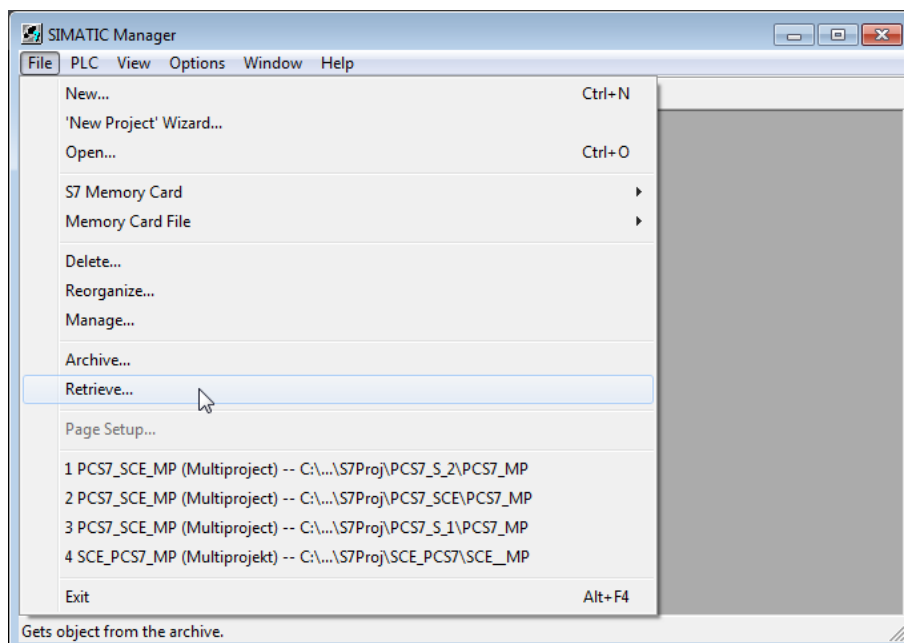 SIMATIC Manager
File PLC View Options Window Help
New... Ctrl+N
'New Project' Wizard...
Open... Ctrl+O
S7 Memory Card
Memory Card File
Delete...
Reorganize...
Manage...
Archive...
Retrieve...
Page Setup...
1 PCS7_SCE_MP (Multiproject) -- C:\...\S7Proj\PCS7_S_2\PCS7_MP
2 PCS7_SCE_MP (Multiproject) -- C:\...\S7Proj\PCS7_SCE\PCS7_MP
3 PCS7_SCE_MP (Multiproject) -- C:\...\S7Proj\PCS7_S_1\PCS7_MP
4 SCE_PCS7_MP (Multiprojekt) -- C:\...\S7Proj\SCE_PCS7\SCE__MP
Exit Alt+F4
Gets object from the archive.